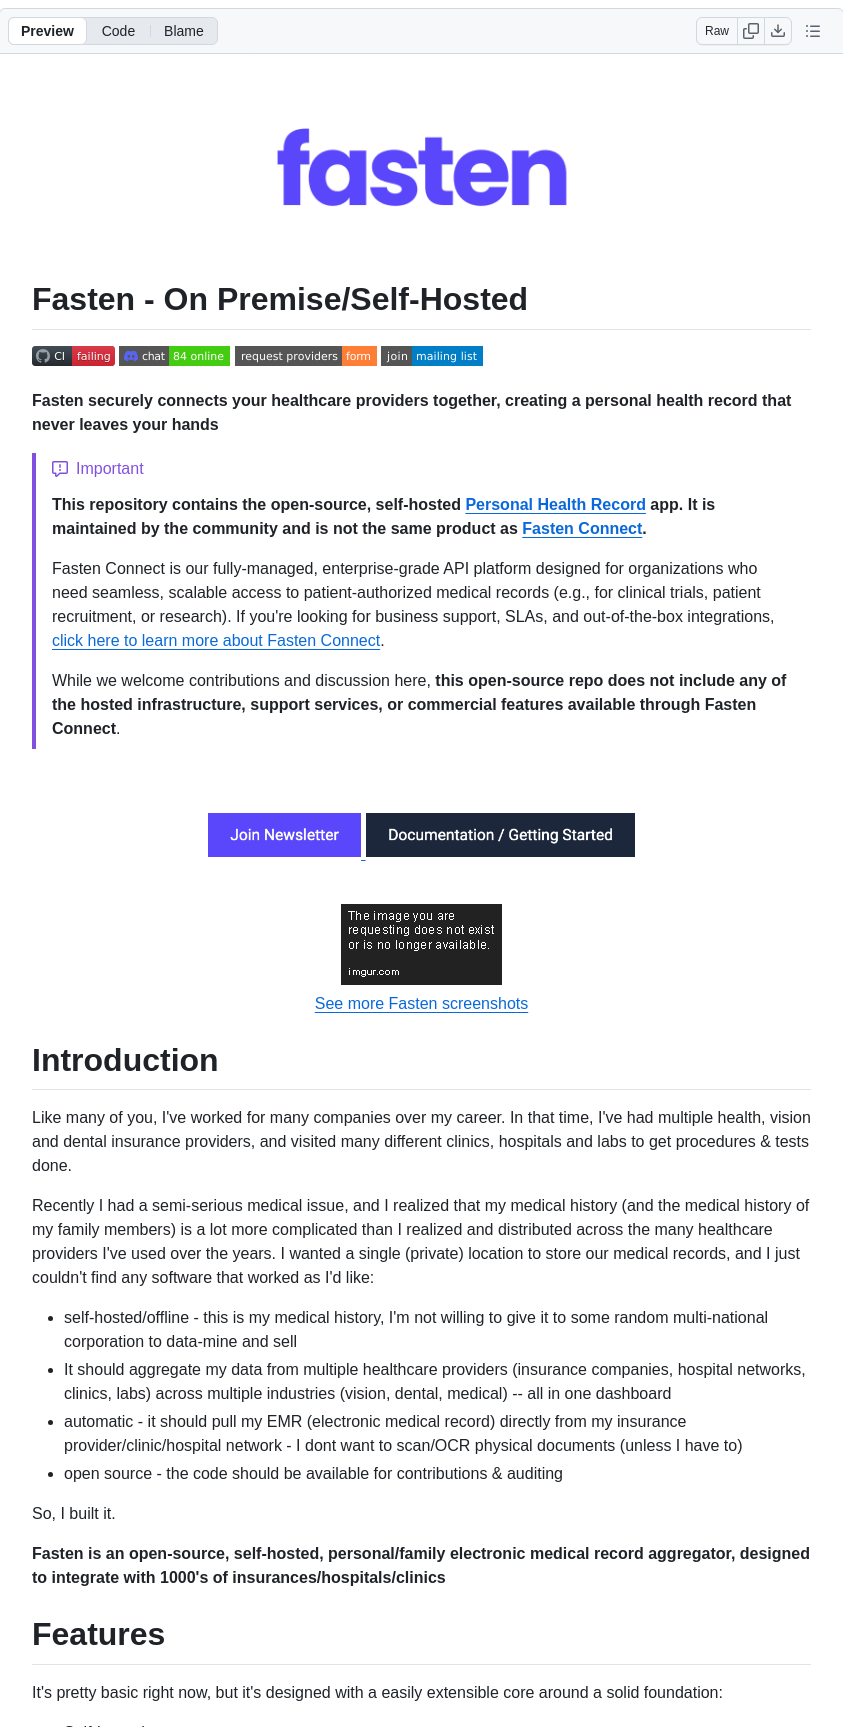 Preview Code Blame Raw
fasten
Fasten - On Premise/Self-Hosted
CI failing chat 84 online request providers form join mailing list
Fasten securely connects your healthcare providers together, creating a personal health record that
never leaves your hands
Important
This repository contains the open-source, self-hosted Personal Health Record app. It is
maintained by the community and is not the same product as Fasten Connect.
Fasten Connect is our fully-managed, enterprise-grade API platform designed for organizations who
need seamless, scalable access to patient-authorized medical records (e.g., for clinical trials, patient
recruitment, or research). If you're looking for business support, SLAs, and out-of-the-box integrations,
click here to learn more about Fasten Connect.
While we welcome contributions and discussion here, this open-source repo does not include any of
the hosted infrastructure, support services, or commercial features available through Fasten
Connect.
Join Newsletter Documentation / Getting Started
The image you are
requesting does not exist
or is no longer available.
imgur.com
See more Fasten screenshots
Introduction
Like many of you, I've worked for many companies over my career. In that time, I've had multiple health, vision
and dental insurance providers, and visited many different clinics, hospitals and labs to get procedures & tests
done.
Recently I had a semi-serious medical issue, and I realized that my medical history (and the medical history of
my family members) is a lot more complicated than I realized and distributed across the many healthcare
providers I've used over the years. I wanted a single (private) location to store our medical records, and I just
couldn't find any software that worked as I'd like:
• self-hosted/offline - this is my medical history, I'm not willing to give it to some random multi-national
corporation to data-mine and sell
• It should aggregate my data from multiple healthcare providers (insurance companies, hospital networks,
clinics, labs) across multiple industries (vision, dental, medical) -- all in one dashboard
• automatic - it should pull my EMR (electronic medical record) directly from my insurance
provider/clinic/hospital network - I dont want to scan/OCR physical documents (unless I have to)
• open source - the code should be available for contributions & auditing
So, I built it.
Fasten is an open-source, self-hosted, personal/family electronic medical record aggregator, designed
to integrate with 1000's of insurances/hospitals/clinics
Features
It's pretty basic right now, but it's designed with a easily extensible core around a solid foundation: